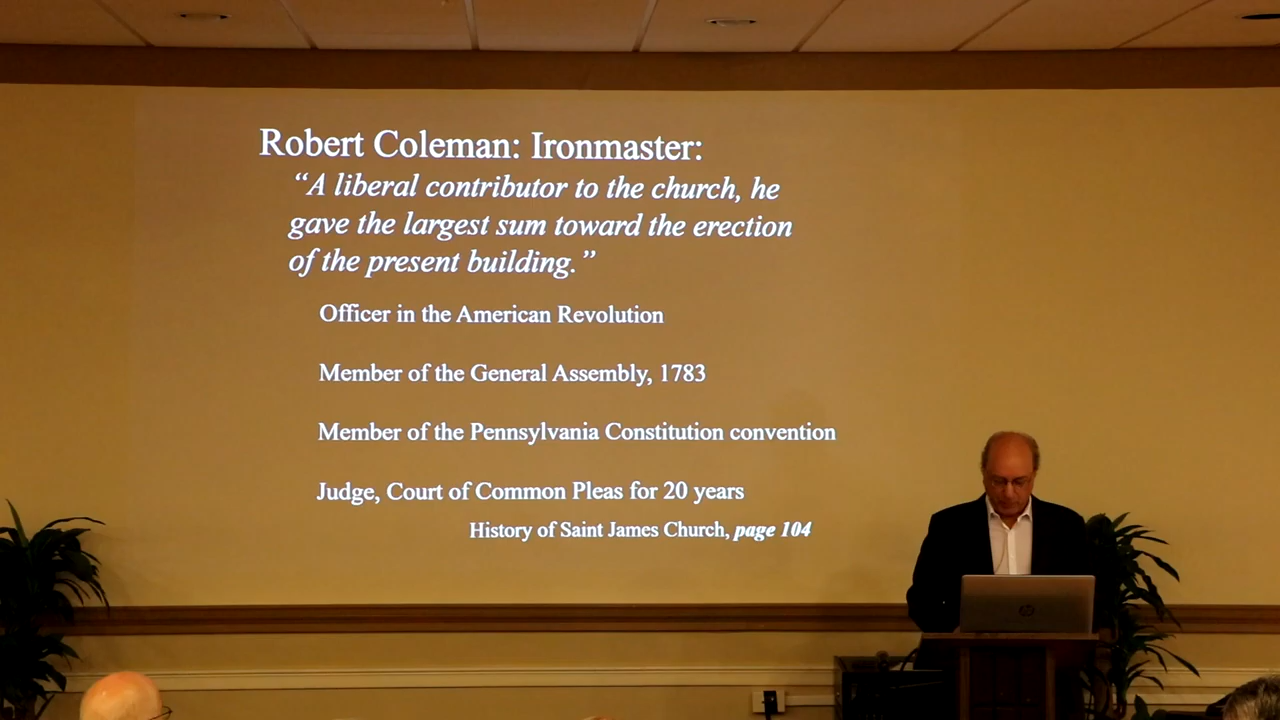 Robert Coleman: Ironmaster:
“A liberal contributor to the church, he
gave the largest sum toward the erection
of the present building.”
Officer in the American Revolution
Member of the General Assembly, 1783
Member of the Pennsylvania Constitution convention
Judge, Court of Common Pleas for 20 years
History of Saint James Church, page 104
hp